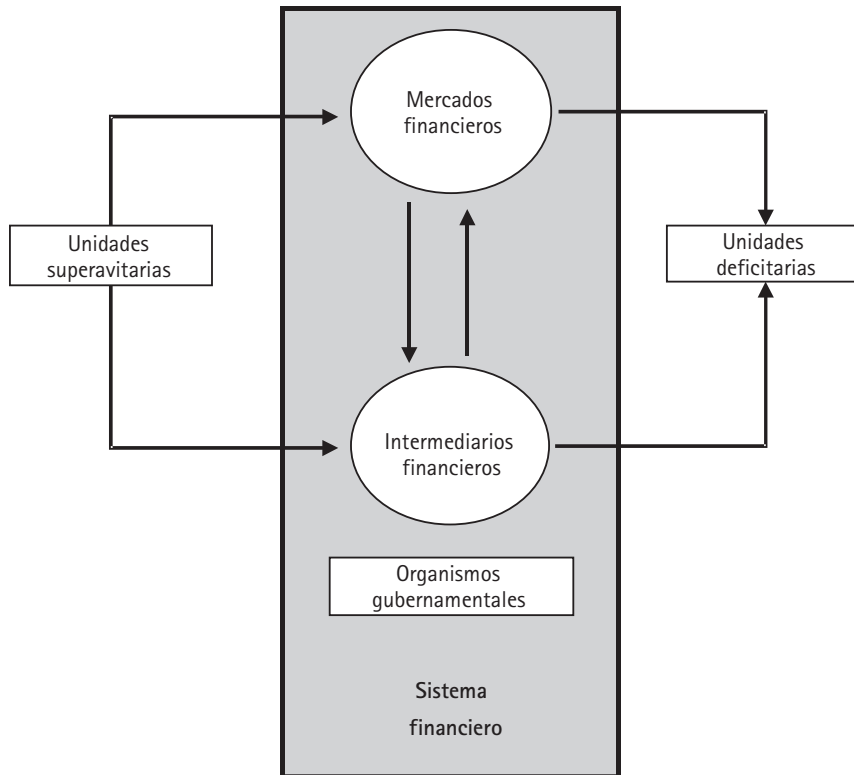 Mercados
financieros
Unidades
superavitarias
Unidades
deficitarias
Intermediarios
financieros
Organismos
gubernamentales
Sistema
financiero